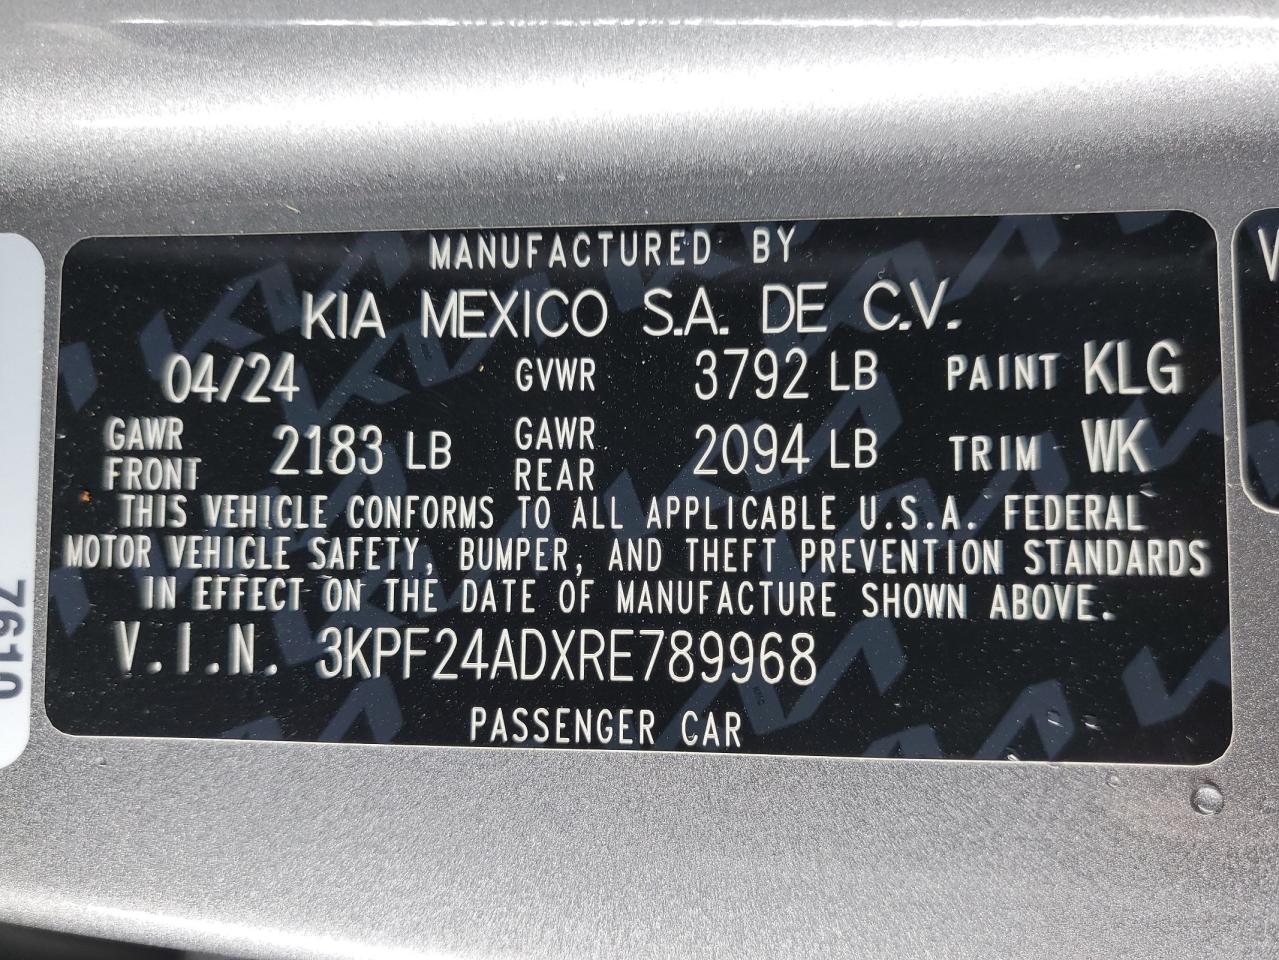 MANUFACTURED BY
KIA MEXICO S.A. DE C.V.
04/24 GVWR 3792 LB PAINT KLG
GAWR FRONT 2183 LB GAWR REAR 2094 LB TRIM WK
THIS VEHICLE CONFORMS TO ALL APPLICABLE U.S.A. FEDERAL
MOTOR VEHICLE SAFETY, BUMPER, AND THEFT PREVENTION STANDARDS
IN EFFECT ON THE DATE OF MANUFACTURE SHOWN ABOVE.
V.I.N. 3KPF24ADXRE789968
PASSENGER CAR
7610
V